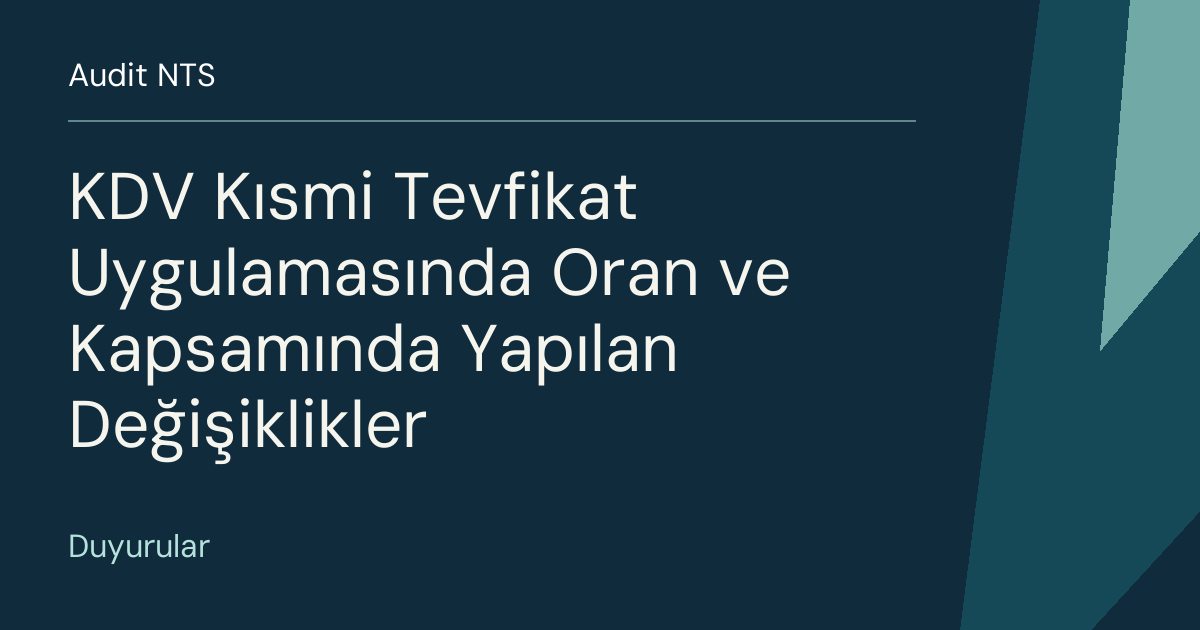 Audit NTS
KDV Kısmi Tevfikat
Uygulamasında Oran ve
Kapsamında Yapılan
Değişiklikler
Duyurular